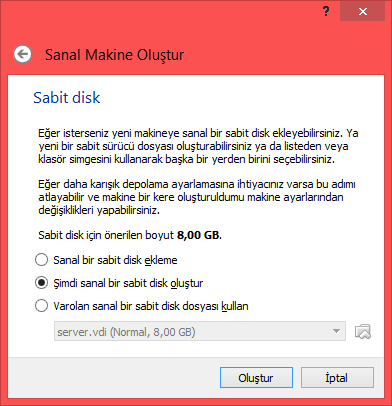 ?
Sanal Makine Oluştur
Sabit disk
Eğer isterseniz yeni makineye sanal bir sabit disk ekleyebilirsiniz. Ya
yeni bir sabit sürücü dosyası oluşturabilirsiniz ya da listeden veya
klasör simgesini kullanarak başka bir yerden birini seçebilirsiniz.
Eğer daha karışık depolama ayarlamasına ihtiyacınız varsa bu adımı
atlayabilir ve makine bir kere oluşturuldumu makine ayarlarından
değişiklikleri yapabilirsiniz.
Sabit disk için önerilen boyut 8,00 GB.
Sanal bir sabit disk ekleme
Şimdi sanal bir sabit disk oluştur
Varolan sanal bir sabit disk dosyası kullan
server.vdi (Normal, 8,00 GB)
Oluştur
İptal